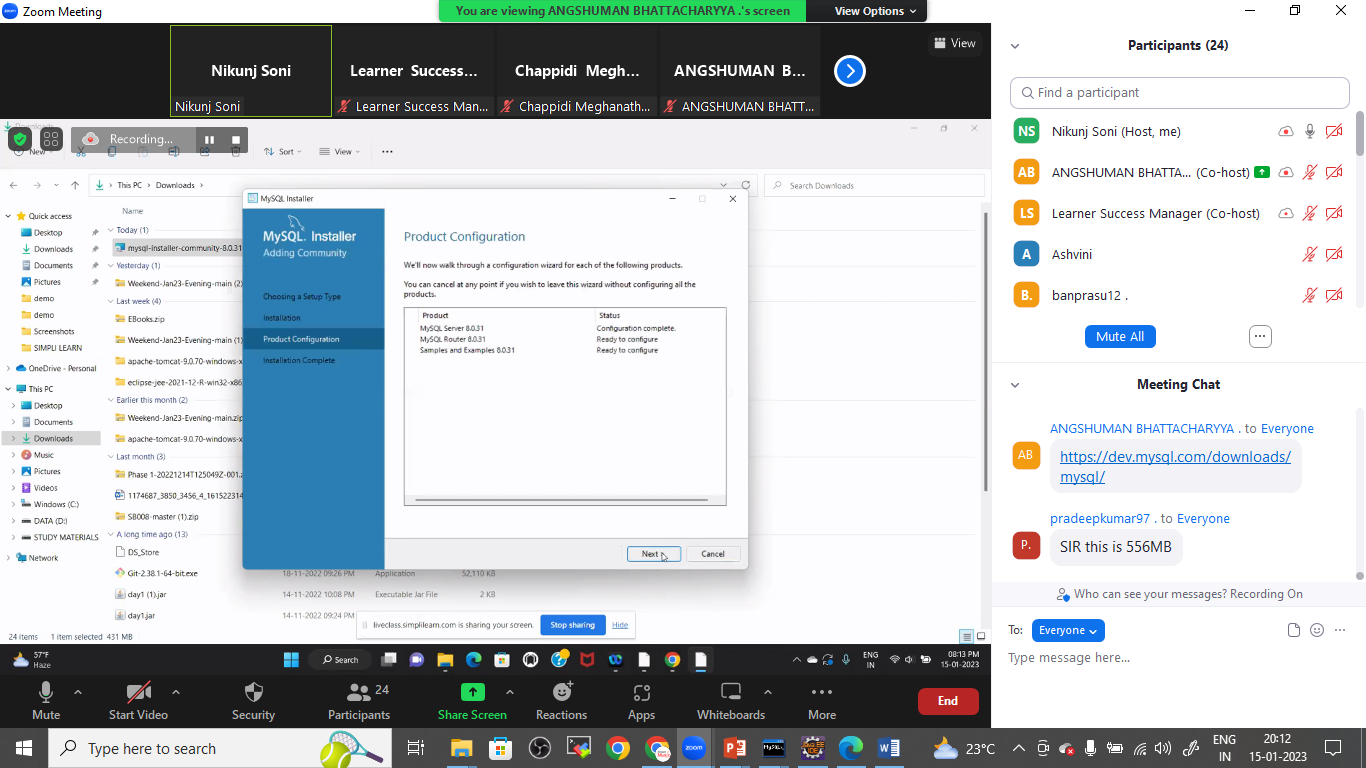 Zoom Meeting
You are viewing ANGSHUMAN BHATTACHARYYA .'s screen
View Options
Nikunj Soni
Learner Success...
Chappidi Megh...
ANGSHUMAN B...
View
Nikunj Soni
Learner Success Man...
Chappidi Meghanath...
ANGSHUMAN BHATT...
Recording...
New
Sort
View
This PC
Downloads
Search Downloads
Name
Quick access
Desktop
Downloads
Documents
Pictures
demo
demo
Screenshots
SIMPLI LEARN
OneDrive - Personal
This PC
Desktop
Documents
Downloads
Music
Pictures
Videos
Windows (C:)
DATA (D:)
STUDY MATERIALS
Network
Today (1)
mysql-installer-community-8.0.31
Yesterday (1)
Weekend-Jan23-Evening-main (2)
Last week (4)
EBooks.zip
Weekend-Jan23-Evening-main (1)
apache-tomcat-9.0.70-windows-x
eclipse-jee-2021-12-R-win32-x86
Earlier this month (2)
Weekend-Jan23-Evening-main.zip
apache-tomcat-9.0.70-windows-x
Last month (3)
Phase 1-20221214T125049Z-001.z
1174687_3850_3456_4_161522314
SB008-master (1).zip
A long time ago (13)
DS_Store
Git-2.38.1-64-bit.exe
18-11-2022 09:26 PM
Application
52,110 KB
day1 (1).jar
14-11-2022 10:08 PM
Executable Jar File
2 KB
day1.jar
14-11-2022 09:24 PM
24 items
1 item selected 431 MB
MySQL Installer
MySQL. Installer
Adding Community
Choosing a Setup Type
Installation
Product Configuration
Installation Complete
Product Configuration
We'll now walk through a configuration wizard for each of the following products.
You can cancel at any point if you wish to leave this wizard without configuring all the
products.
Product Status
MySQL Server 8.0.31 Configuration complete.
MySQL Router 8.0.31 Ready to configure
Samples and Examples 8.0.31 Ready to configure
Next
Cancel
liveclass.simplilearn.com is sharing your screen.
Stop sharing
Hide
57°F
Haze
Search
ENG
IN
08:13 PM
15-01-2023
Mute
Start Video
Security
24
Participants
Share Screen
Reactions
Apps
Whiteboards
More
End
Participants (24)
Find a participant
NS
Nikunj Soni (Host, me)
AB
ANGSHUMAN BHATTA... (Co-host)
LS
Learner Success Manager (Co-host)
A
Ashvini
B.
banprasu12 .
Mute All
Meeting Chat
ANGSHUMAN BHATTACHARYYA . to Everyone
AB
https://dev.mysql.com/downloads/
mysql/
pradeepkumar97 . to Everyone
P.
SIR this is 556MB
Who can see your messages? Recording On
To:
Everyone
Type message here...
Type here to search
zoom
23°C
ENG
IN
20:12
15-01-2023